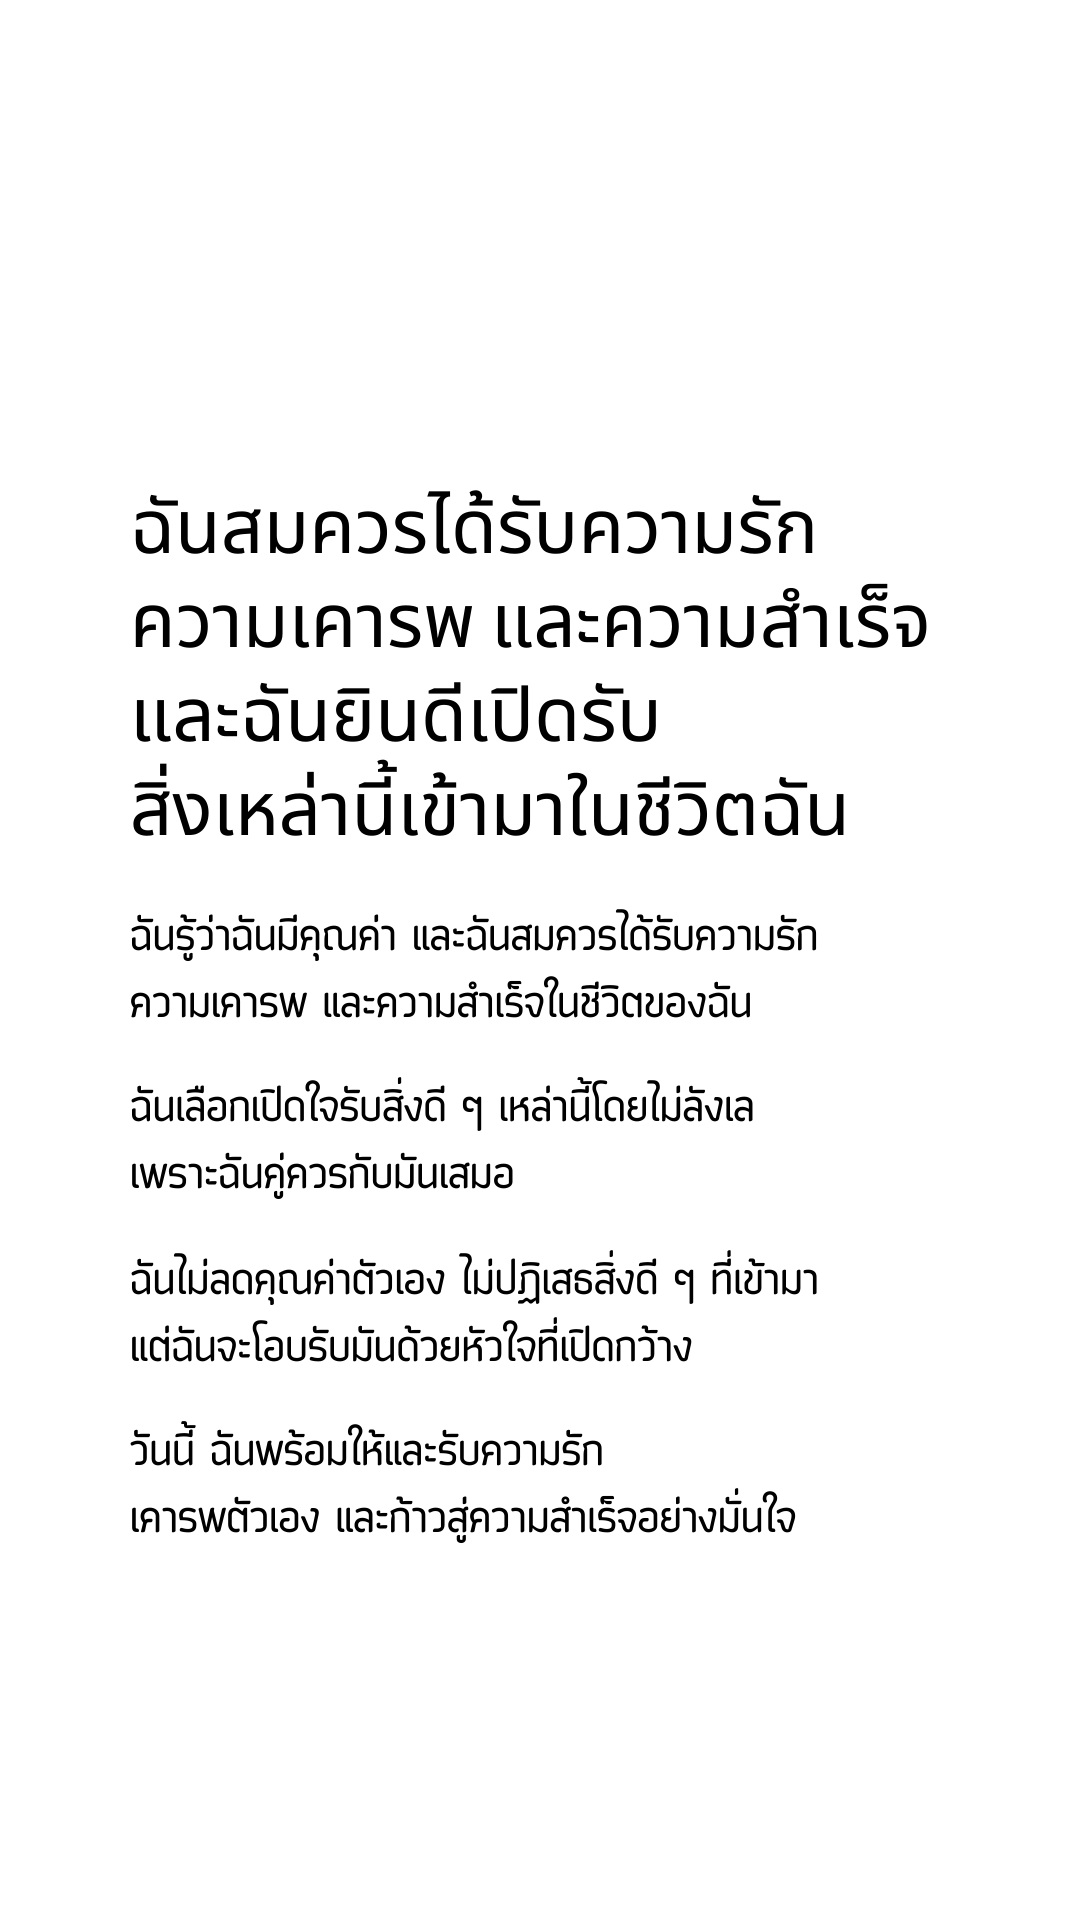 ฉันสมควรได้รับความรัก
ความเคารพ และความสำเร็จ
และฉันยินดีเปิดรับ
สิ่งเหล่านี้เข้ามาในชีวิตฉัน
ฉันรู้ว่าฉันมีคุณค่า และฉันสมควรได้รับความรัก
ความเคารพ และความสำเร็จในชีวิตของฉัน
ฉันเลือกเปิดใจรับสิ่งดี ๆ เหล่านี้โดยไม่ลังเล
เพราะฉันคู่ควรกับมันเสมอ
ฉันไม่ลดคุณค่าตัวเอง ไม่ปฏิเสธสิ่งดี ๆ ที่เข้ามา
แต่ฉันจะโอบรับมันด้วยหัวใจที่เปิดกว้าง
วันนี้ ฉันพร้อมให้และรับความรัก
เคารพตัวเอง และก้าวสู่ความสำเร็จอย่างมั่นใจ